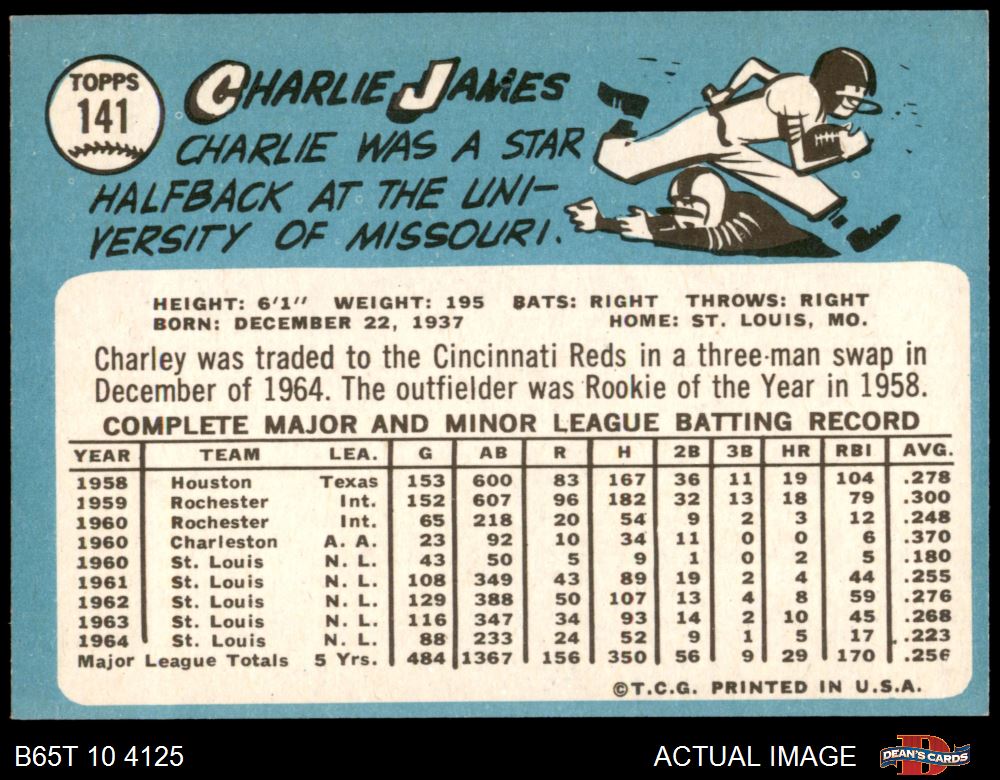 TOPPS
141
CHARLIE JAMES
CHARLIE WAS A STAR
HALFBACK AT THE UNI-
VERSITY OF MISSOURI.
HEIGHT: 6'1" WEIGHT: 195 BATS: RIGHT THROWS: RIGHT
BORN: DECEMBER 22, 1937 HOME: ST. LOUIS, MO.
Charley was traded to the Cincinnati Reds in a three-man swap in
December of 1964. The outfielder was Rookie of the Year in 1958.
COMPLETE MAJOR AND MINOR LEAGUE BATTING RECORD
YEAR TEAM LEA. G AB R H 2B 3B HR RBI AVG.
1958 Houston Texas 153 600 83 167 36 11 19 104 .278
1959 Rochester Int. 152 607 96 182 32 13 18 79 .300
1960 Rochester Int. 65 218 20 54 9 2 3 12 .248
1960 Charleston A. A. 23 92 10 34 11 0 0 6 .370
1960 St. Louis N. L. 43 50 5 9 1 0 2 5 .180
1961 St. Louis N. L. 108 349 43 89 19 2 4 44 .255
1962 St. Louis N. L. 129 388 50 107 13 4 8 59 .276
1963 St. Louis N. L. 116 347 34 93 14 2 10 45 .268
1964 St. Louis N. L. 88 233 24 52 9 1 5 17 .223
Major League Totals 5 Yrs. 484 1367 156 350 56 9 29 170 .256
©T.C.G. PRINTED IN U.S.A.
B65T 10 4125 ACTUAL IMAGE DEAN'S CARDS